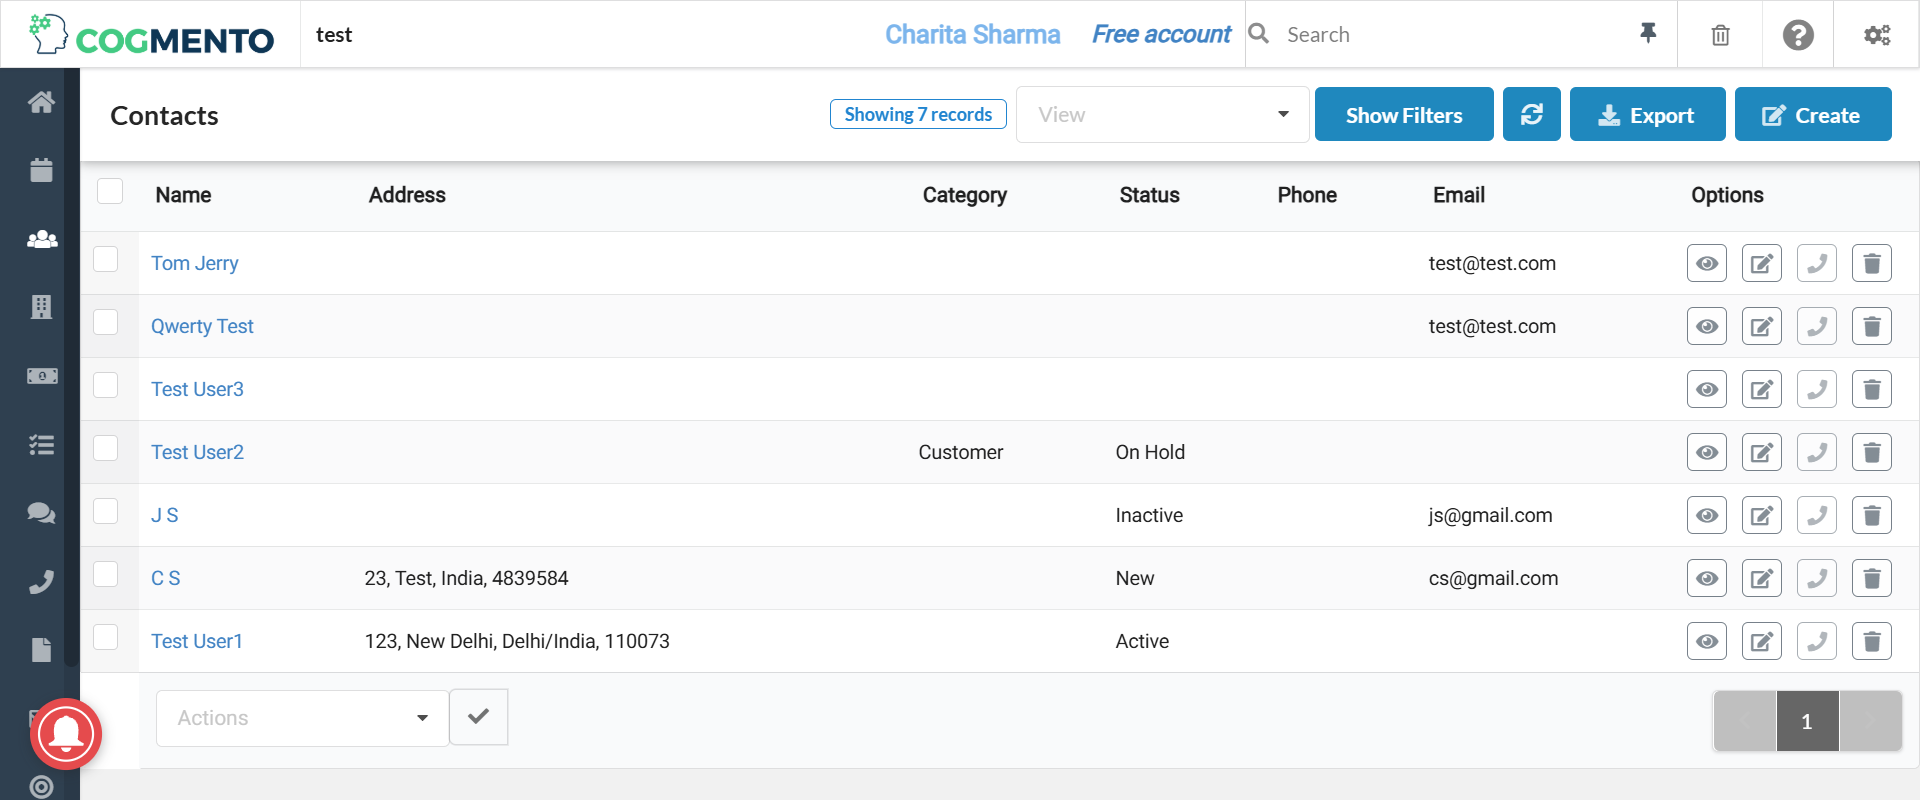 COGMENTO
test
Charita Sharma
Free account
Search
Contacts
Showing 7 records
View
Show Filters
Export
Create
Name Address Category Status Phone Email Options
Tom Jerry test@test.com
Qwerty Test test@test.com
Test User3
Test User2 Customer On Hold
J S Inactive js@gmail.com
C S 23, Test, India, 4839584 New cs@gmail.com
Test User1 123, New Delhi, Delhi/India, 110073 Active
Actions
1